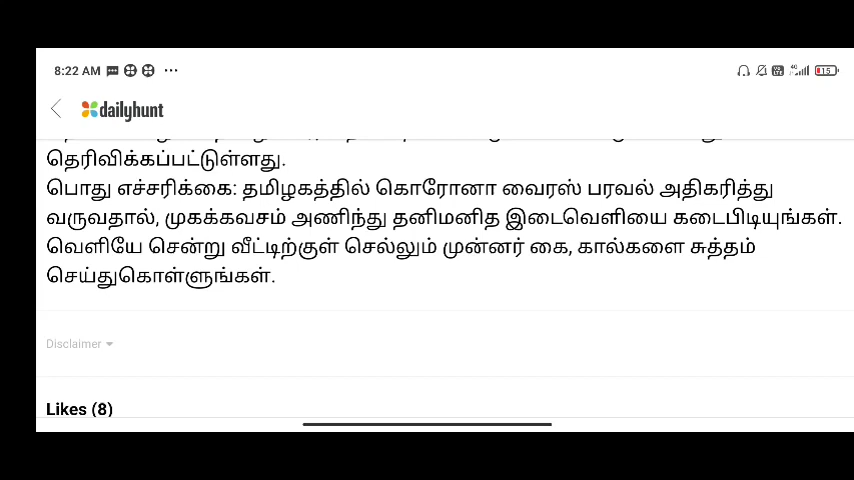 8:22 AM ...
15
dailyhunt
தெரிவிக்கப்பட்டுள்ளது.
பொது எச்சரிக்கை: தமிழகத்தில் கொரோனா வைரஸ் பரவல் அதிகரித்து
வருவதால், முகக்கவசம் அணிந்து தனிமனித இடைவெளியை கடைபிடியுங்கள்.
வெளியே சென்று வீட்டிற்குள் செல்லும் முன்னர் கை, கால்களை சுத்தம்
செய்துகொள்ளுங்கள்.
Disclaimer
Likes (8)